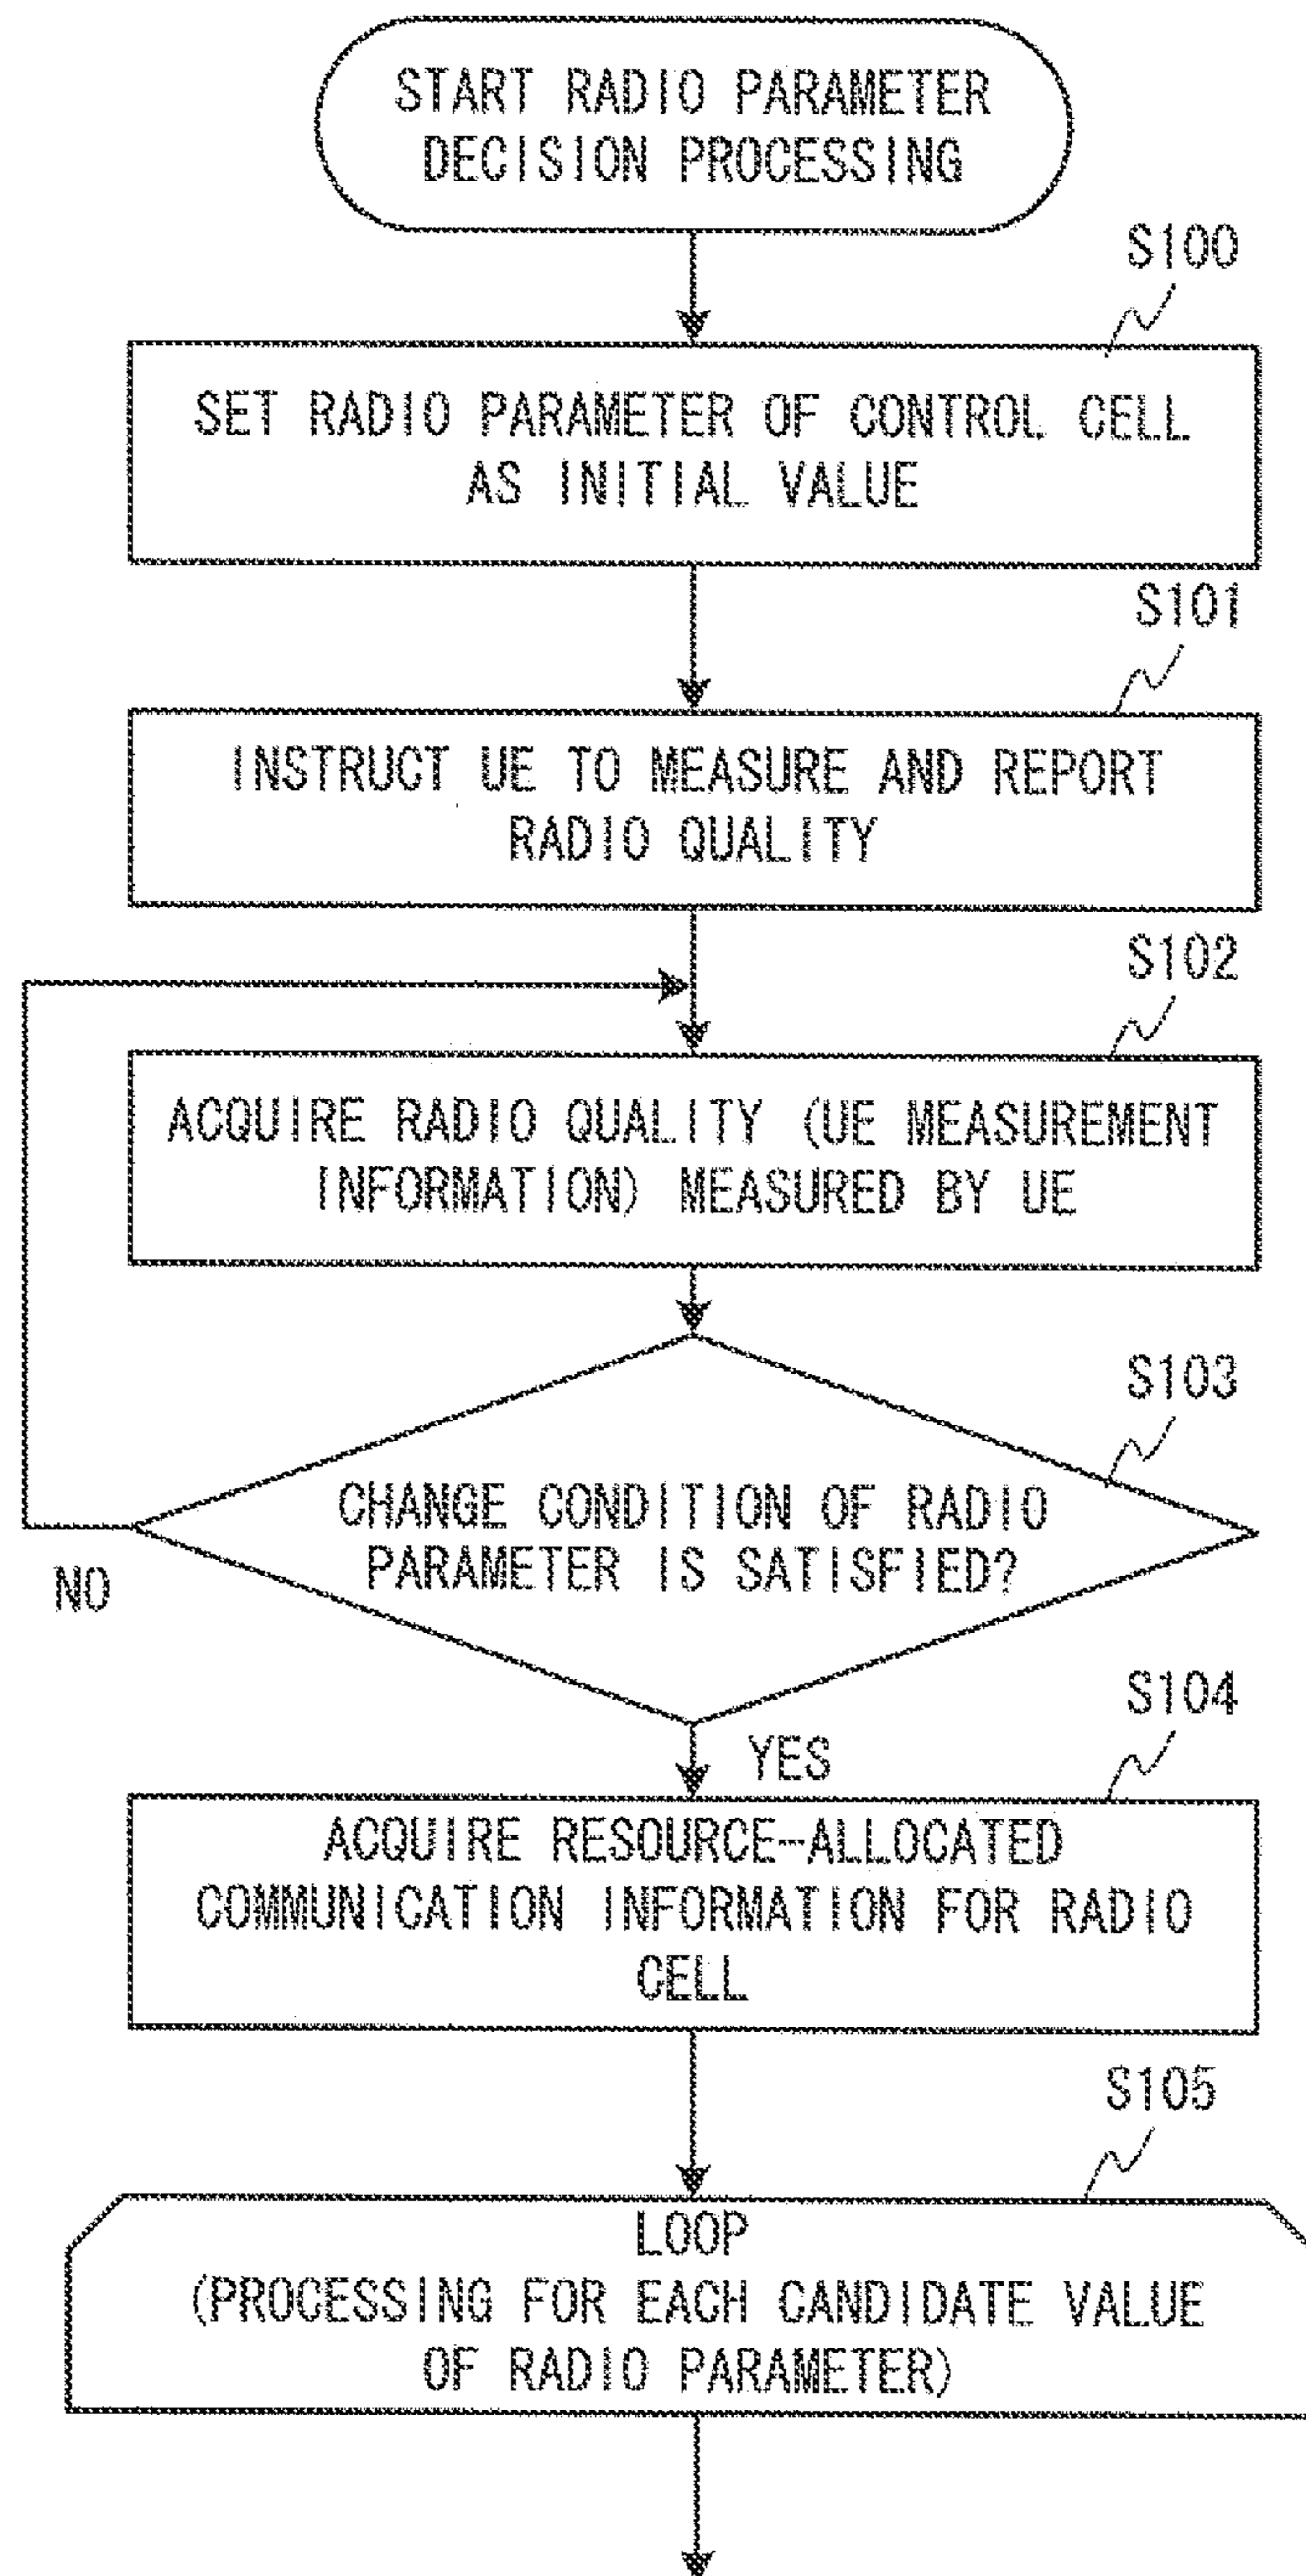 START RADIO PARAMETER
DECISION PROCESSING
S100
SET RADIO PARAMETER OF CONTROL CELL
AS INITIAL VALUE
S101
INSTRUCT UE TO MEASURE AND REPORT
RADIO QUALITY
S102
ACQUIRE RADIO QUALITY (UE MEASUREMENT
INFORMATION) MEASURED BY UE
S103
CHANGE CONDITION OF RADIO
PARAMETER IS SATISFIED?
NO
S104
YES
ACQUIRE RESOURCE-ALLOCATED
COMMUNICATION INFORMATION FOR RADIO
CELL
S105
LOOP
(PROCESSING FOR EACH CANDIDATE VALUE
OF RADIO PARAMETER)